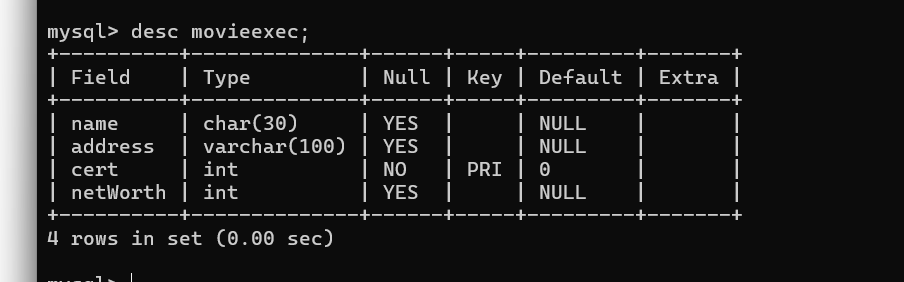 mysql> desc movieexec;
+----------+--------------+------+-----+---------+-------+
| Field    | Type         | Null | Key | Default | Extra |
+----------+--------------+------+-----+---------+-------+
| name     | char(30)     | YES  |     | NULL    |       |
| address  | varchar(100) | YES  |     | NULL    |       |
| cert     | int          | NO   | PRI | 0       |       |
| netWorth | int          | YES  |     | NULL    |       |
+----------+--------------+------+-----+---------+-------+
4 rows in set (0.00 sec)
mysql>